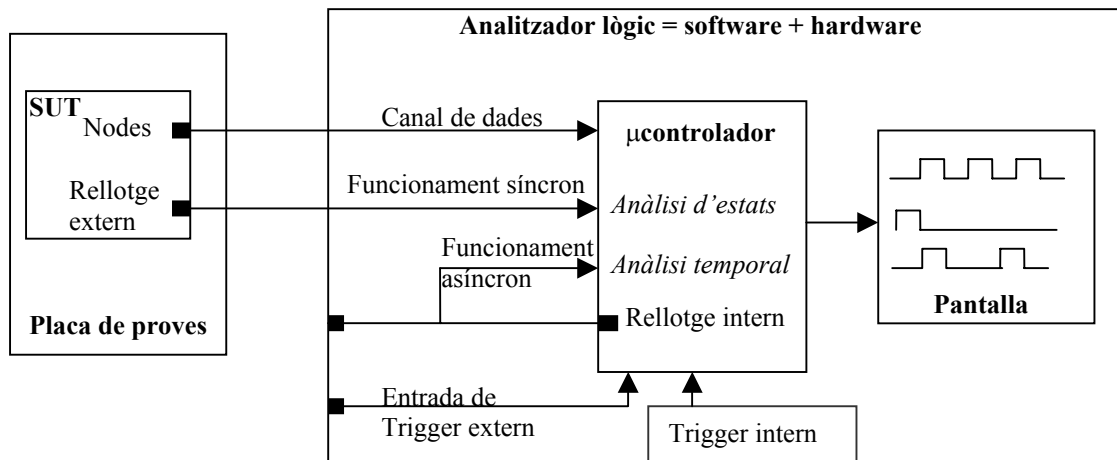 Analitzador lògic = software + hardware
SUT
Nodes
Rellotge
extern
Placa de proves
Canal de dades
Funcionament síncron
Funcionament
asíncron
Entrada de
Trigger extern
μcontrolador
Anàlisi d’estats
Anàlisi temporal
Rellotge intern
Trigger intern
Pantalla